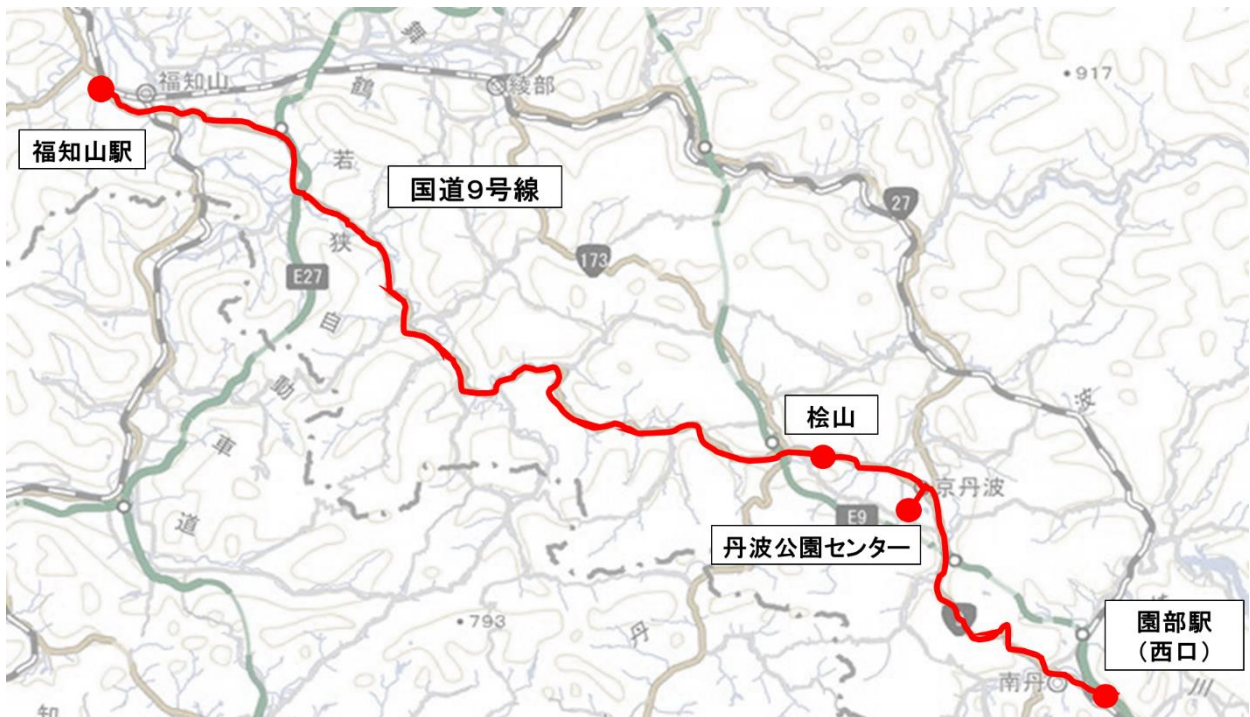 福知山
綾部
舞
鶴
若
狭
自
動
車
道
・917
福知山駅
国道9号線
27
173
E27
波
桧山
京丹波
E9
丹波公園センター
園部駅
(西口)
・793
丹
南丹
知